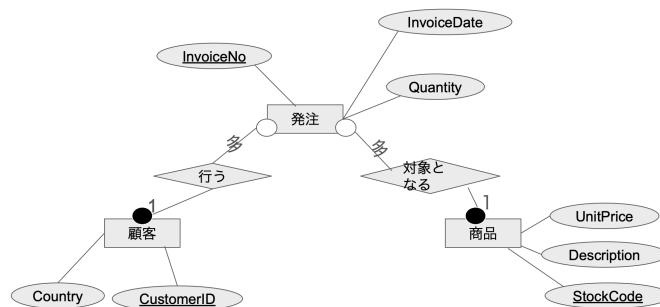 InvoiceDate
InvoiceNo
Quantity
発注
多
多
行う
対象と
なる
1
1
顧客
商品
UnitPrice
Description
Country
CustomerID
StockCode